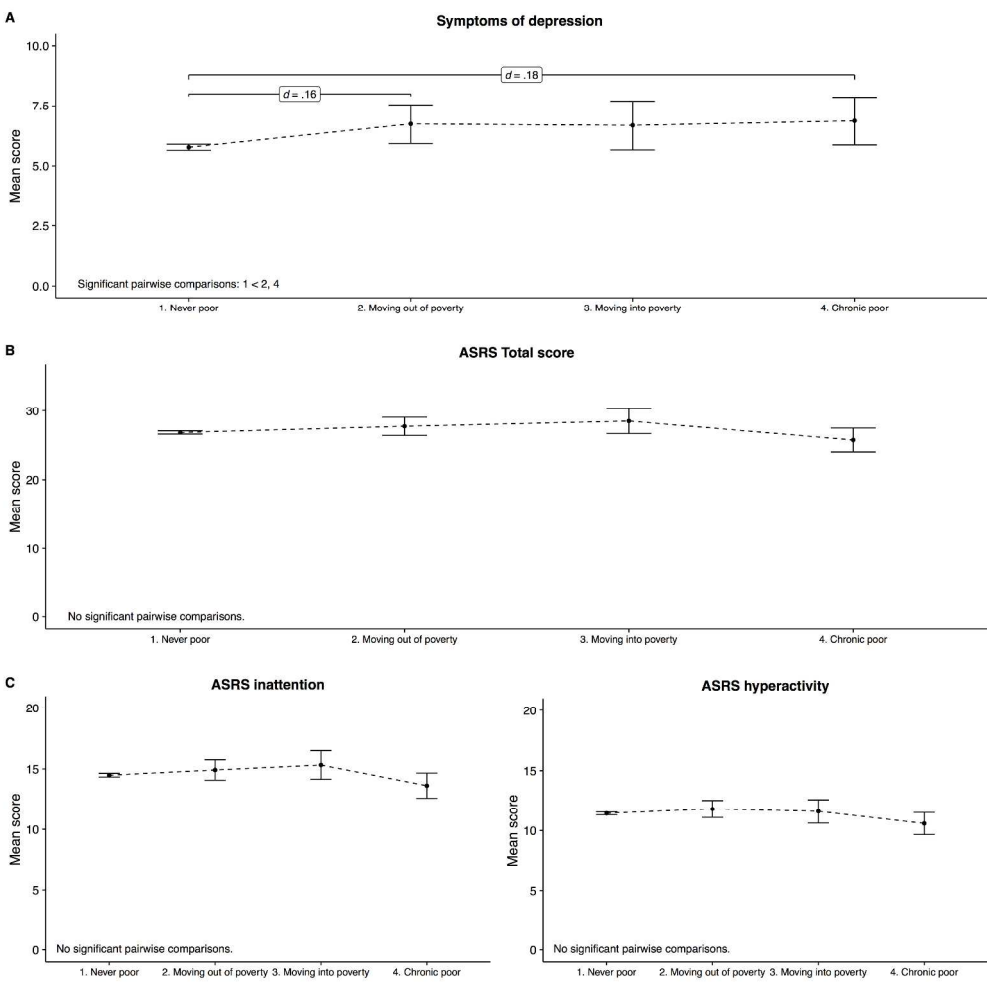 A
Symptoms of depression
10.0
7.5
5.0
2.5
0.0
Mean score
d = .18
d = .16
Significant pairwise comparisons: 1 < 2, 4
1. Never poor
2. Moving out of poverty
3. Moving into poverty
4. Chronic poor
B
ASRS Total score
30
20
10
0
Mean score
No significant pairwise comparisons.
1. Never poor
2. Moving out of poverty
3. Moving into poverty
4. Chronic poor
C
ASRS inattention
20
15
10
5
0
Mean score
No significant pairwise comparisons.
1. Never poor
2. Moving out of poverty
3. Moving into poverty
4. Chronic poor
ASRS hyperactivity
20
15
10
5
0
Mean score
No significant pairwise comparisons.
1. Never poor
2. Moving out of poverty
3. Moving into poverty
4. Chronic poor